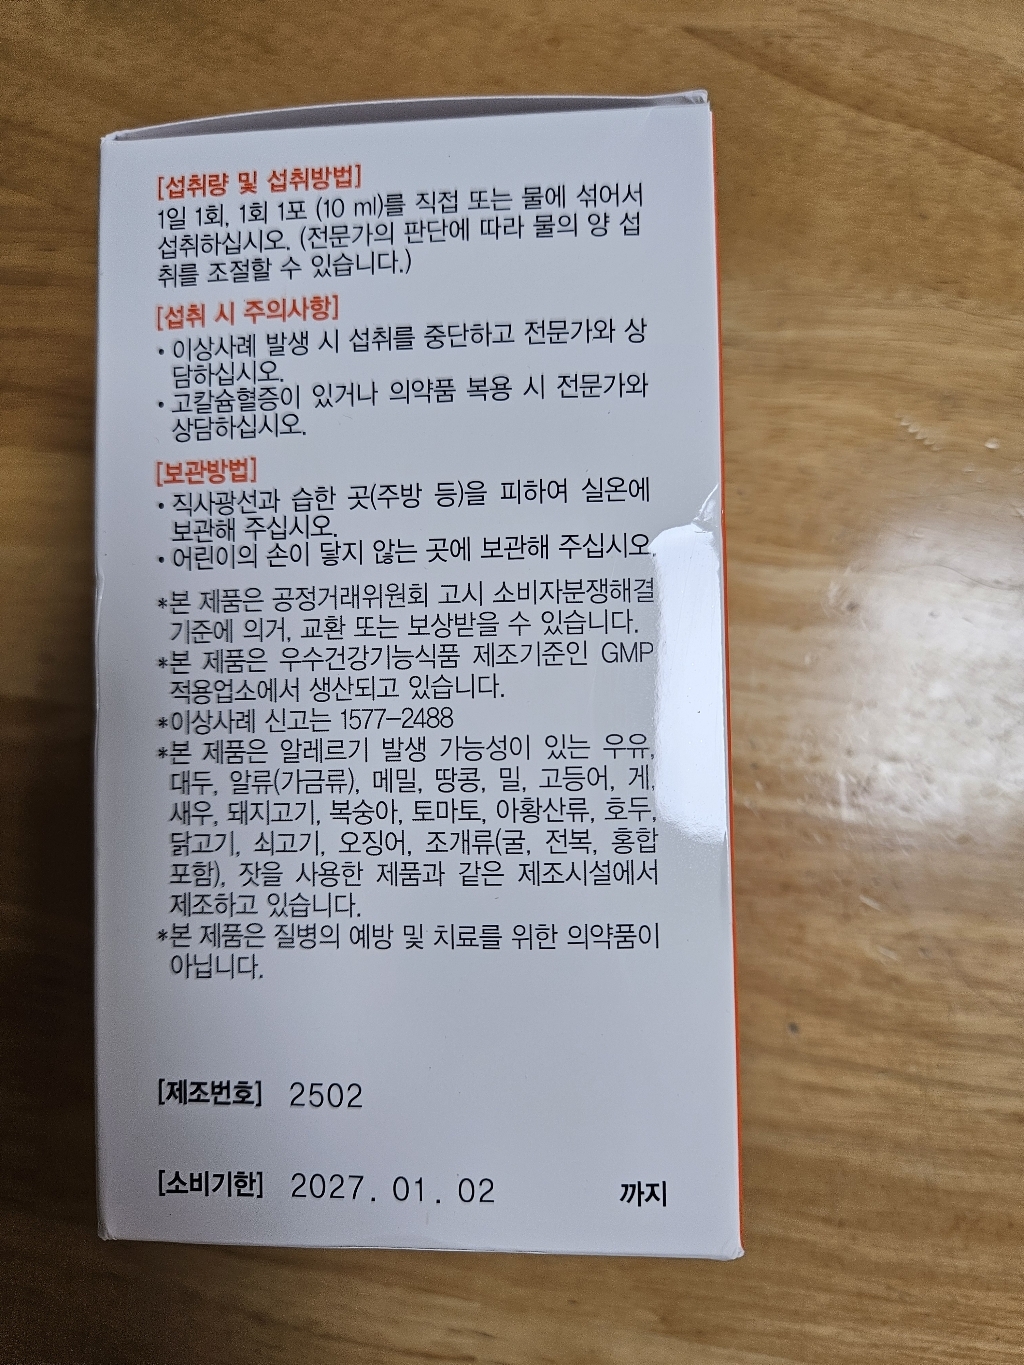 [섭취량 및 섭취방법]
1일 1회, 1회 1포 (10 ml)를 직접 또는 물에 섞어서
섭취하십시오. (전문가의 판단에 따라 물의 양 섭
취를 조절할 수 있습니다.)
[섭취 시 주의사항]
• 이상사례 발생 시 섭취를 중단하고 전문가와 상
담하십시오.
• 고칼슘혈증이 있거나 의약품 복용 시 전문가와
상담하십시오.
[보관방법]
• 직사광선과 습한 곳(주방 등)을 피하여 실온에
보관해 주십시오.
• 어린이의 손이 닿지 않는 곳에 보관해 주십시오.
*본 제품은 공정거래위원회 고시 소비자분쟁해결
기준에 의거, 교환 또는 보상받을 수 있습니다.
*본 제품은 우수건강기능식품 제조기준인 GMP
적용업소에서 생산되고 있습니다.
*이상사례 신고는 1577-2488
*본 제품은 알레르기 발생 가능성이 있는 우유,
대두, 알류(가금류), 메밀, 땅콩, 밀, 고등어, 게,
새우, 돼지고기, 복숭아, 토마토, 아황산류, 호두,
닭고기, 쇠고기, 오징어, 조개류(굴, 전복, 홍합
포함), 잣을 사용한 제품과 같은 제조시설에서
제조하고 있습니다.
*본 제품은 질병의 예방 및 치료를 위한 의약품이
아닙니다.
[제조번호] 2502
[소비기한] 2027. 01. 02 까지